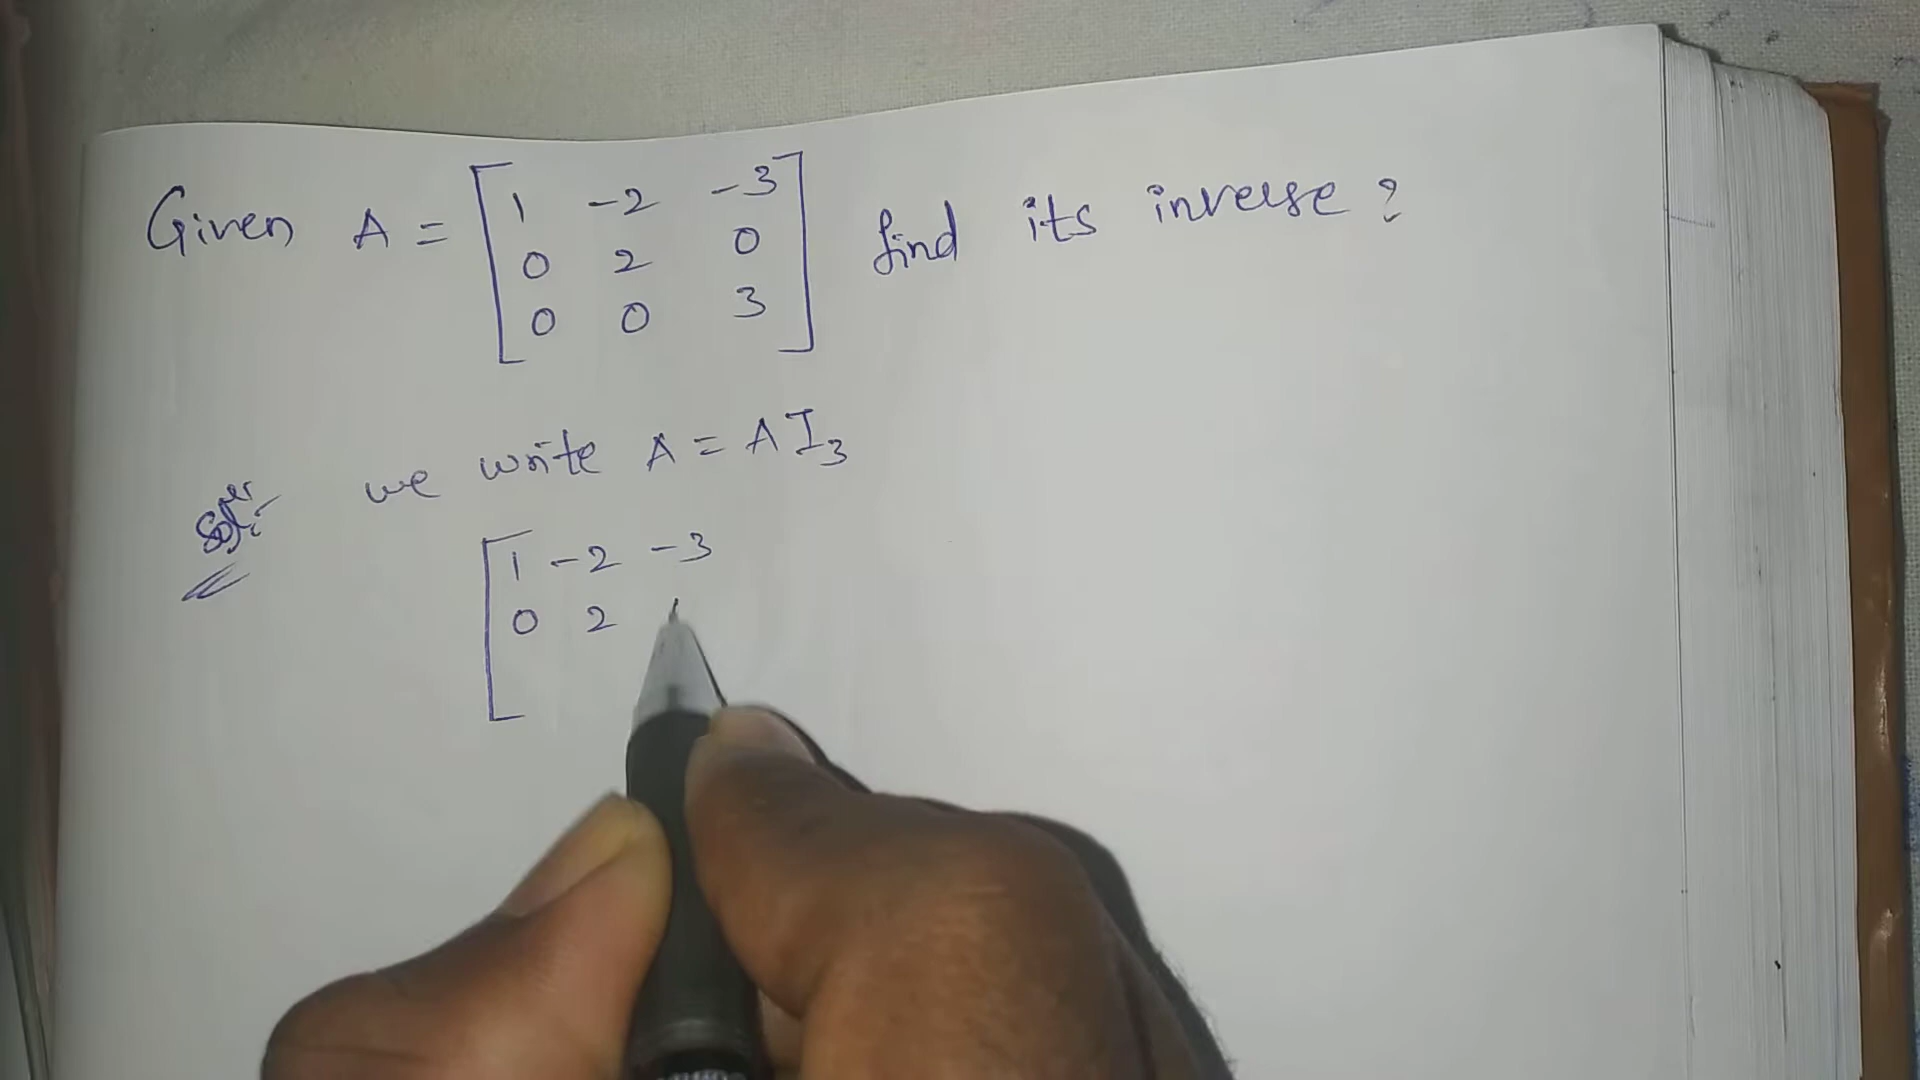 Given A = [ 1 -2 -3 find its inverse ?
0 2 0
0 0 3 ]
Soln:- we write A = A I3
[ 1 -2 -3
0 2